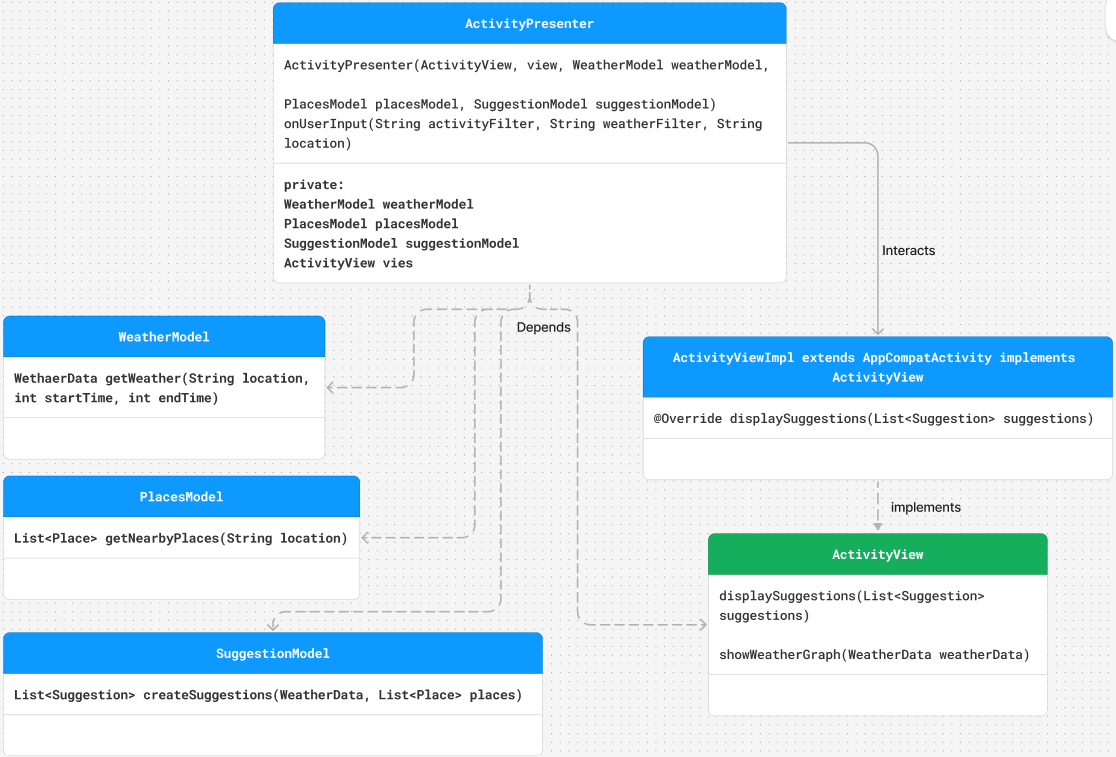 ActivityPresenter
ActivityPresenter(ActivityView, view, WeatherModel weatherModel,
PlacesModel placesModel, SuggestionModel suggestionModel)
onUserInput(String activityFilter, String weatherFilter, String
location)
private:
WeatherModel weatherModel
PlacesModel placesModel
SuggestionModel suggestionModel
ActivityView vies
Interacts
Depends
WeatherModel
WethaerData getWeather(String location,
int startTime, int endTime)
ActivityViewImpl extends AppCompatActivity implements
ActivityView
@Override displaySuggestions(List<Suggestion> suggestions)
PlacesModel
List<Place> getNearbyPlaces(String location)
implements
ActivityView
displaySuggestions(List<Suggestion>
suggestions)
showWeatherGraph(WeatherData weatherData)
SuggestionModel
List<Suggestion> createSuggestions(WeatherData, List<Place> places)